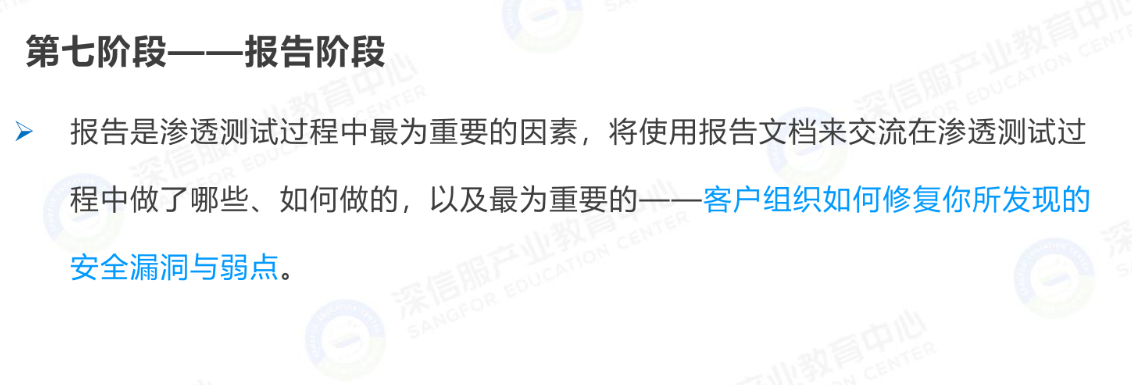 第七阶段——报告阶段
➢ 报告是渗透测试过程中最为重要的因素，将使用报告文档来交流在渗透测试过
程中做了哪些、如何做的，以及最为重要的——客户组织如何修复你所发现的
安全漏洞与弱点。
深信服产业教育中心
SANGFOR EDUCATION CENTER